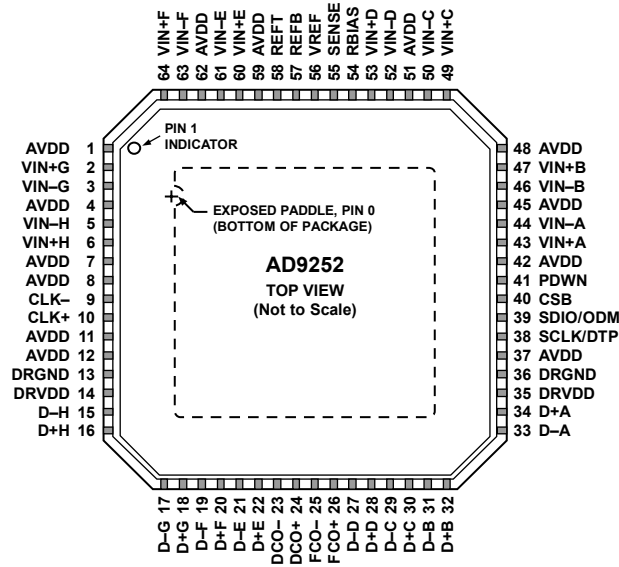 64 VIN+F
63 VIN–F
62 AVDD
61 VIN–E
60 VIN+E
59 AVDD
58 REFT
57 REFB
56 VREF
55 SENSE
54 RBIAS
53 VIN+D
52 VIN–D
51 AVDD
50 VIN–C
49 VIN+C
PIN 1
INDICATOR
AVDD 1
VIN+G 2
VIN–G 3
AVDD 4
VIN–H 5
VIN+H 6
AVDD 7
AVDD 8
CLK– 9
CLK+ 10
AVDD 11
AVDD 12
DRGND 13
DRVDD 14
D–H 15
D+H 16
EXPOSED PADDLE, PIN 0
(BOTTOM OF PACKAGE)
AD9252
TOP VIEW
(Not to Scale)
48 AVDD
47 VIN+B
46 VIN–B
45 AVDD
44 VIN–A
43 VIN+A
42 AVDD
41 PDWN
40 CSB
39 SDIO/ODM
38 SCLK/DTP
37 AVDD
36 DRGND
35 DRVDD
34 D+A
33 D–A
D–G 17
D+G 18
D–F 19
D+F 20
D–E 21
D+E 22
DCO– 23
DCO+ 24
FCO– 25
FCO+ 26
D–D 27
D+D 28
D–C 29
D+C 30
D–B 31
D+B 32